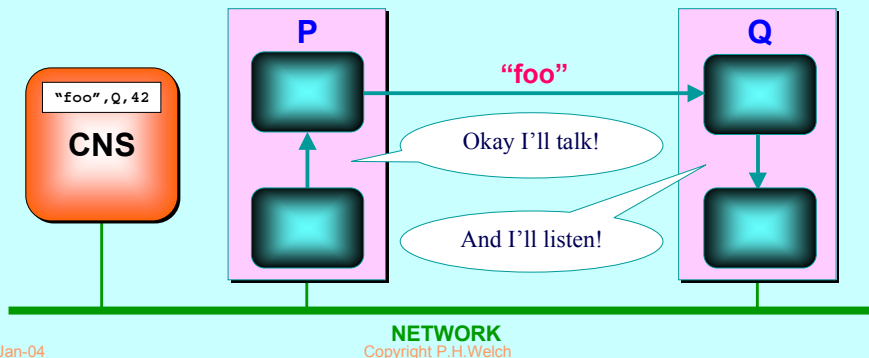 P
Q
"foo"
"foo",Q,42
CNS
Okay I'll talk!
And I'll listen!
NETWORK
Jan-04
Copyright P.H.Welch